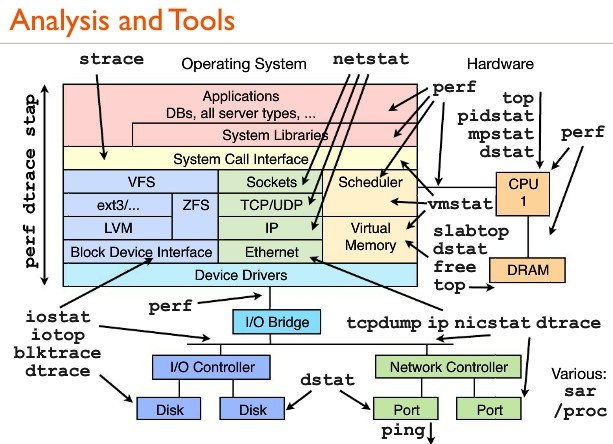 Analysis and Tools
strace
Operating System
netstat
Hardware
perf
Applications
DBs, all server types, ...
System Libraries
System Call Interface
VFS
Sockets
Scheduler
ext3/...
ZFS
TCP/UDP
LVM
IP
Virtual
Memory
Block Device Interface
Ethernet
Device Drivers
perf dtrace stap
top
pidstat
mpstat
dstat
perf
CPU
1
vmstat
slabtop
dstat
free
top
DRAM
iostat
iotop
blktrace
dtrace
perf
I/O Bridge
tcpdump ip nicstat dtrace
I/O Controller
Network Controller
Disk
Disk
dstat
Port
Port
ping
Various:
sar
/proc